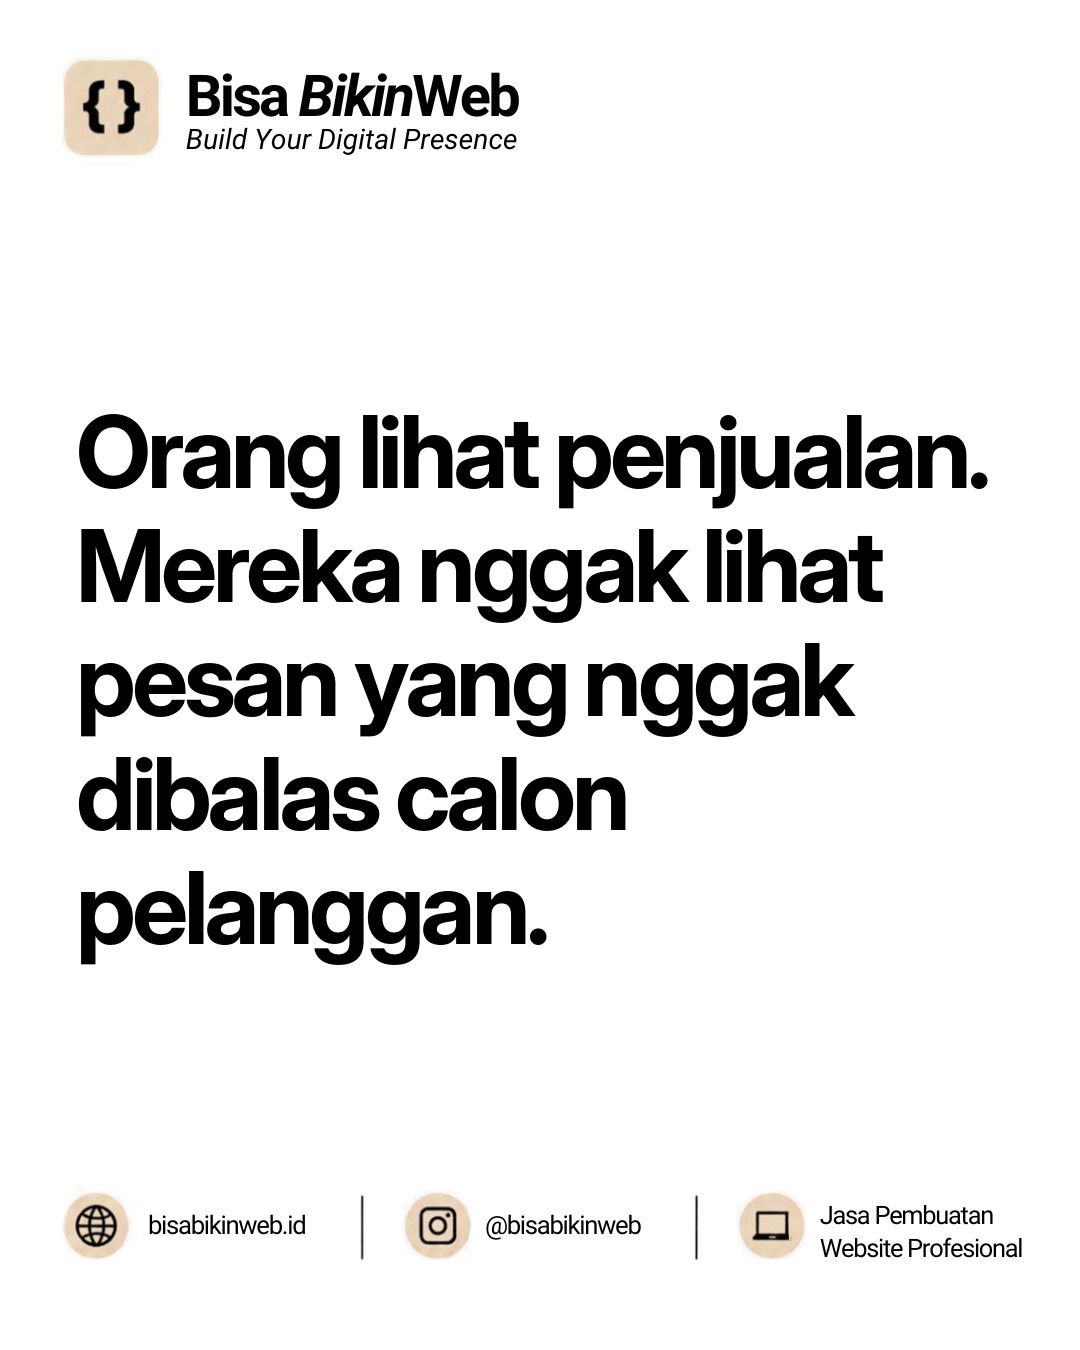 { }
Bisa BikinWeb
Build Your Digital Presence
Orang lihat penjualan.
Mereka nggak lihat
pesan yang nggak
dibalas calon
pelanggan.
bisabikinweb.id
@bisabikinweb
Jasa Pembuatan
Website Profesional